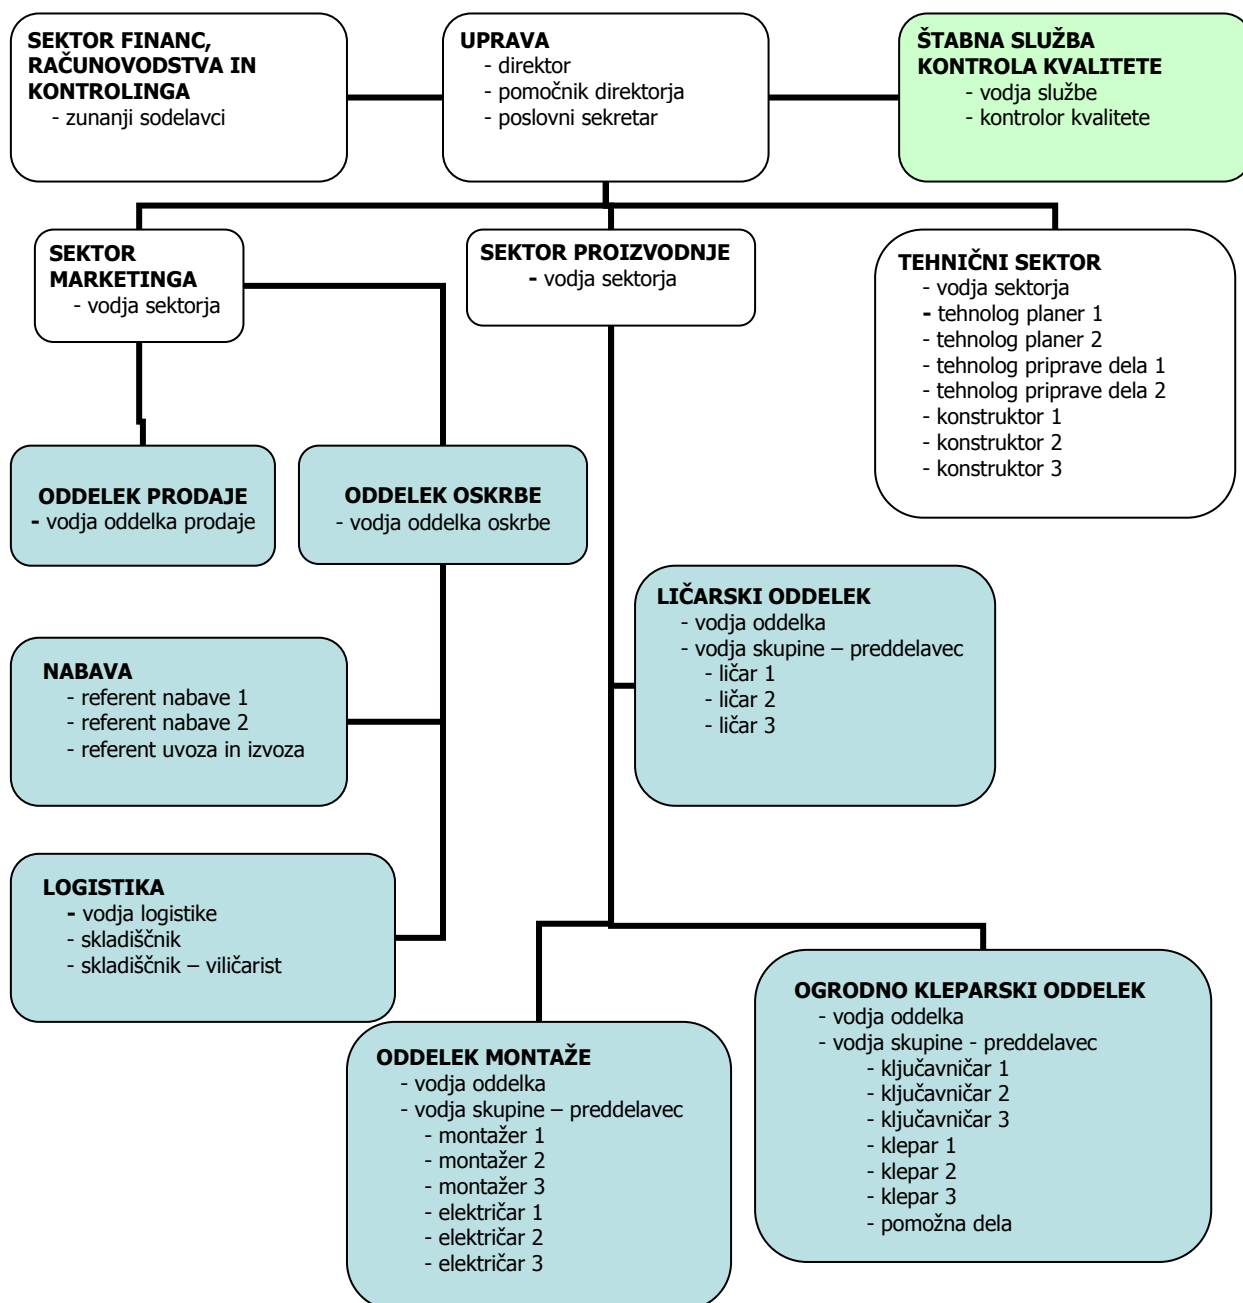 SEKTOR FINANC,
RAČUNOVODSTVA IN
KONTROLINGA
- zunanji sodelavci
UPRAVA
- direktor
- pomočnik direktorja
- poslovni sekretar
ŠTABNA SLUŽBA
KONTROLA KVALITETE
- vodja službe
- kontrolor kvalitete
SEKTOR
MARKETINGA
- vodja sektorja
SEKTOR PROIZVODNJE
- vodja sektorja
TEHNIČNI SEKTOR
- vodja sektorja
- tehnolog planer 1
- tehnolog planer 2
- tehnolog priprave dela 1
- tehnolog priprave dela 2
- konstruktor 1
- konstruktor 2
- konstruktor 3
ODDELEK PRODAJE
- vodja oddelka prodaje
ODDELEK OSKRBE
- vodja oddelka oskrbe
LIČARSKI ODDELEK
- vodja oddelka
- vodja skupine – preddelavec
- ličar 1
- ličar 2
- ličar 3
NABAVA
- referent nabave 1
- referent nabave 2
- referent uvoza in izvoza
LOGISTIKA
- vodja logistike
- skladiščnik
- skladiščnik – viličarist
ODDELEK MONTAŽE
- vodja oddelka
- vodja skupine – preddelavec
- montažer 1
- montažer 2
- montažer 3
- električar 1
- električar 2
- električar 3
OGRODNO KLEPARSKI ODDELEK
- vodja oddelka
- vodja skupine - preddelavec
- ključavničar 1
- ključavničar 2
- ključavničar 3
- klepar 1
- klepar 2
- klepar 3
- pomožna dela